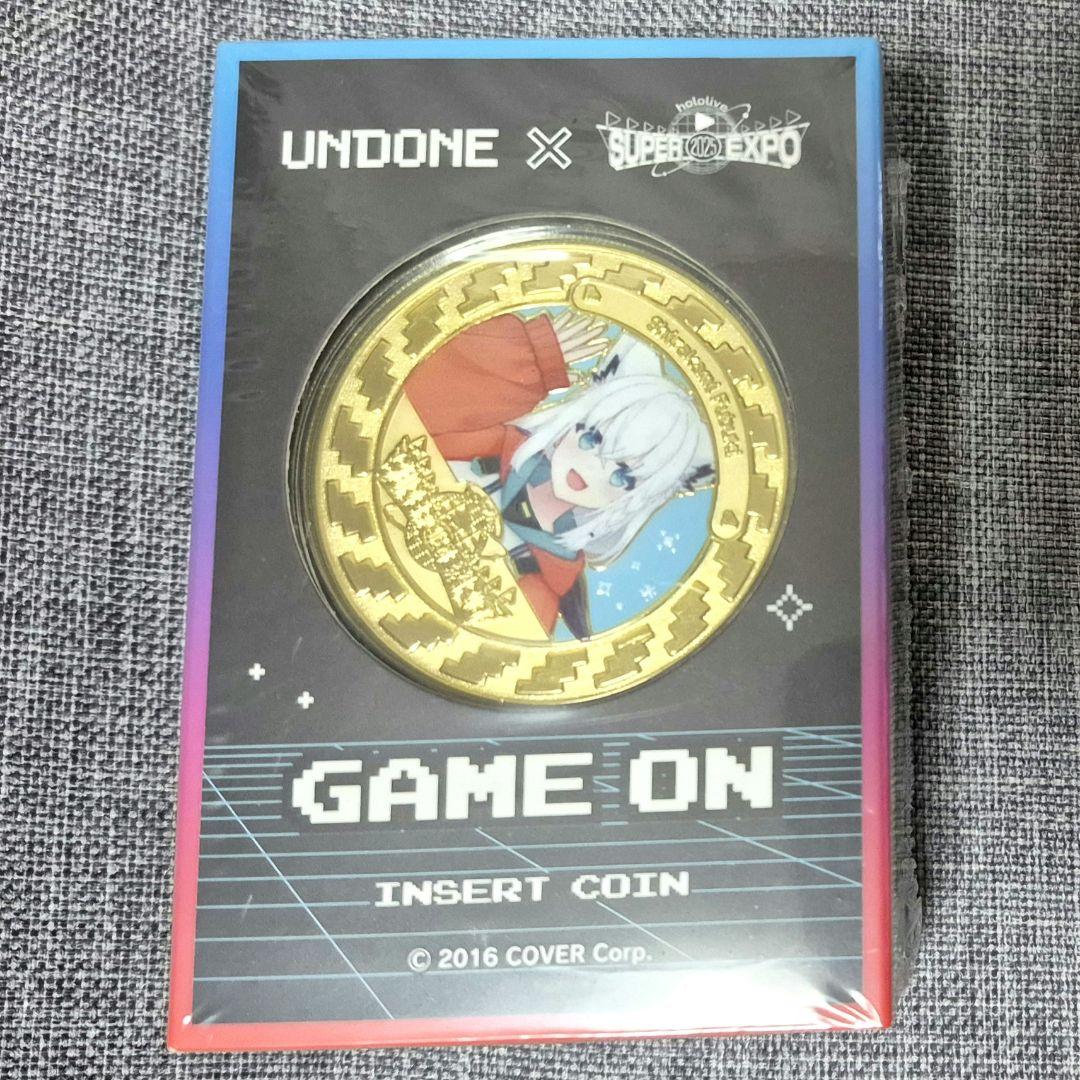 UNDONE X hololive SUPER 2025 EXPO
Shirakami Fubuki
GAME ON
INSERT COIN
© 2016 COVER Corp.